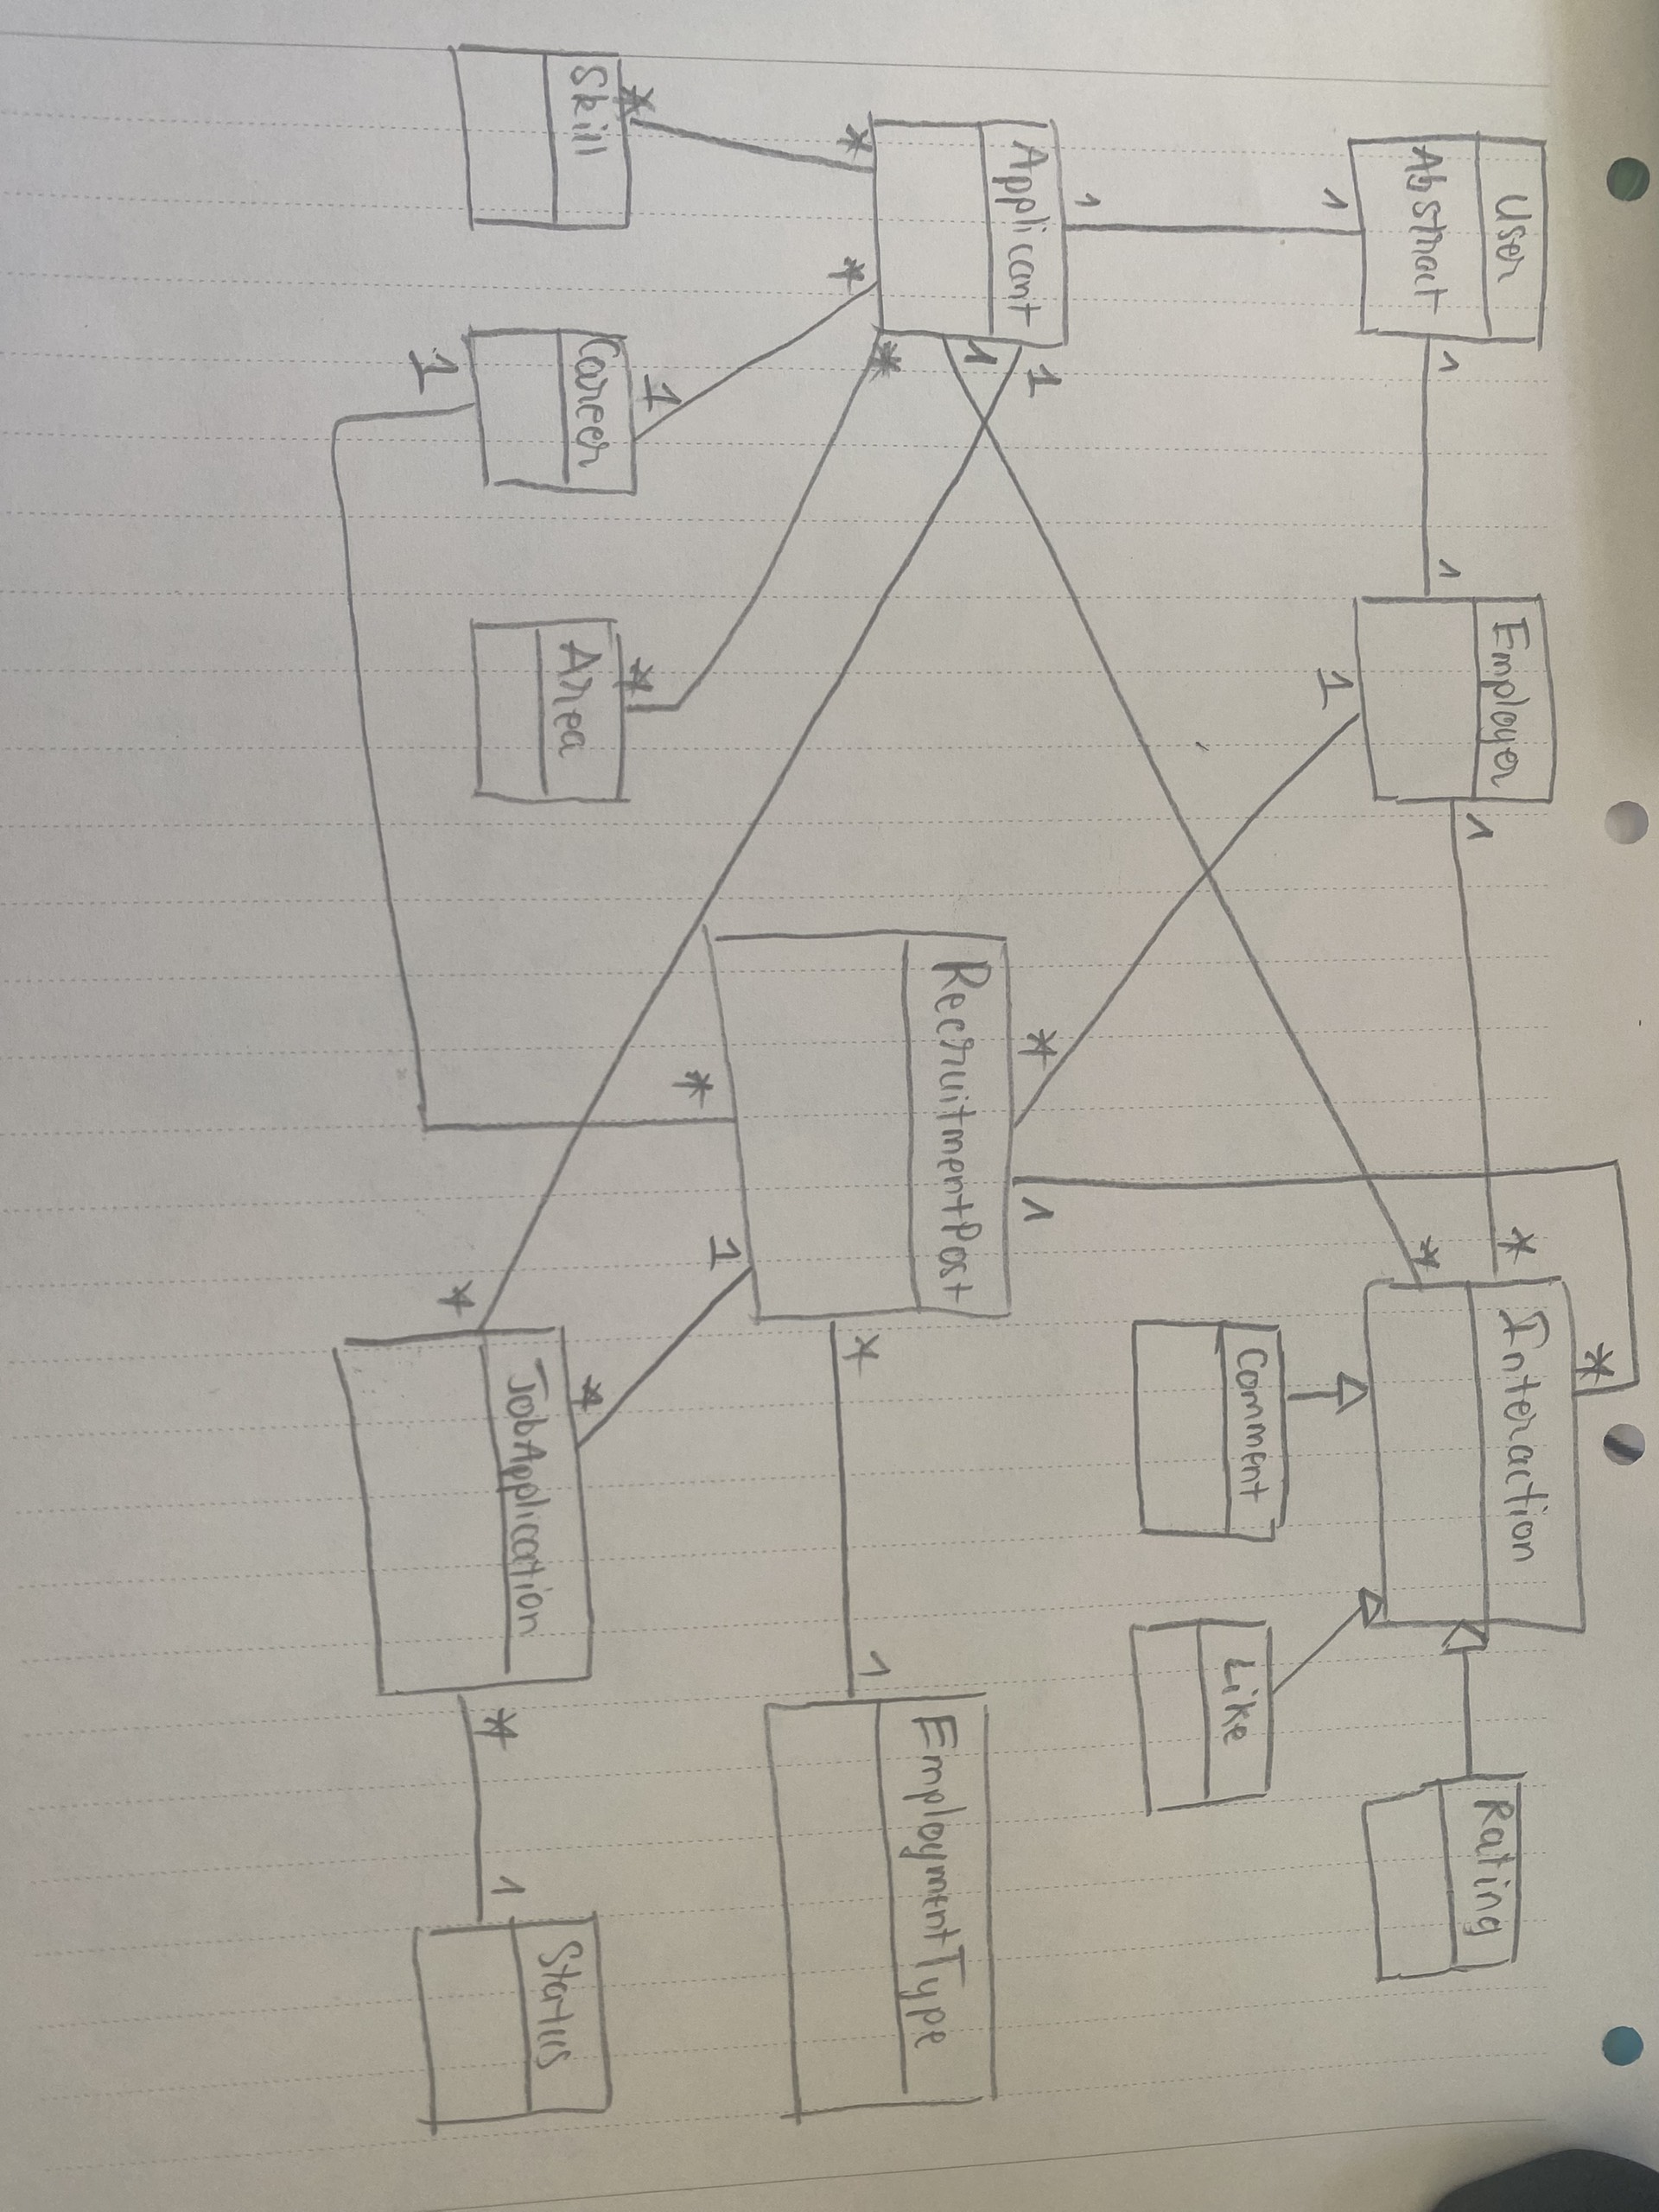 User
Abstract
1
1
Employer
1
*
*
Interaction
*
Rating
1
1
Comment
Like
1
Applicant
1
1
*
*
*
*
1
RecruitmentPost
*
1
EmploymentType
*
1
*
*
1
*
Skill
Career
Area
1
*
JobApplication
*
*
1
Status